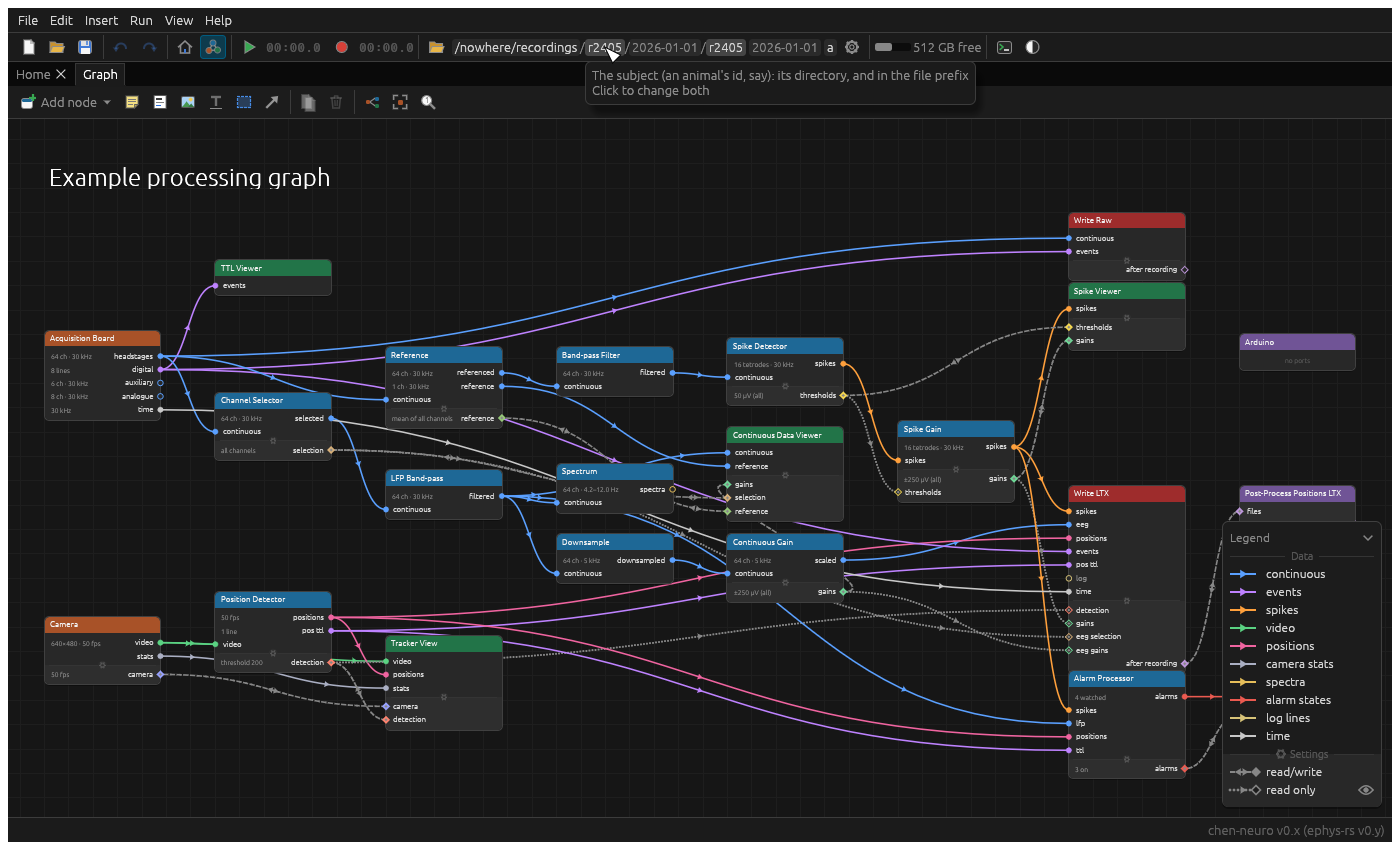 File Edit Insert Run View Help
00:00.0 00:00.0 /nowhere/recordings / r2405 / 2026-01-01 / r2405 2026-01-01 a 512 GB free
Home Graph
The subject (an animal's id, say): its directory, and in the file prefix
Click to change both
Add node
Example processing graph
Write Raw
continuous
events
after recording
TTL Viewer
events
Spike Viewer
spikes
thresholds
gains
Acquisition Board
64 ch · 30 kHz headstages
8 lines digital
6 ch · 30 kHz auxiliary
8 ch · 30 kHz analogue
30 kHz time
Reference
64 ch · 30 kHz referenced
1 ch · 30 kHz reference
continuous
mean of all channels reference
Band-pass Filter
64 ch · 30 kHz filtered
continuous
Spike Detector
16 tetrodes · 30 kHz spikes
continuous
50 µV (all) thresholds
Arduino
no ports
Channel Selector
64 ch · 30 kHz selected
continuous
all channels selection
Continuous Data Viewer
continuous
reference
gains
selection
reference
Spike Gain
16 tetrodes · 30 kHz spikes
spikes
±250 µV (all) gains
thresholds
LFP Band-pass
64 ch · 30 kHz filtered
continuous
Spectrum
64 ch · 4.2–12.0 Hz spectra
continuous
Write LTX
spikes
eeg
positions
events
pos ttl
log
time
detection
gains
eeg selection
eeg gains
after recording
Post-Process Positions LTX
files
Downsample
64 ch · 5 kHz downsampled
continuous
Continuous Gain
64 ch · 5 kHz scaled
continuous
±250 µV (all) gains
Position Detector
50 fps positions
1 line pos ttl
video
threshold 200 detection
Camera
640×480 · 50 fps video
stats
50 fps camera
Tracker View
video
positions
stats
camera
detection
Alarm Processor
4 watched alarms
spikes
lfp
positions
ttl
3 on alarms
Legend
Data
continuous
events
spikes
video
positions
camera stats
spectra
alarm states
log lines
time
Settings
read/write
read only
chen-neuro v0.x (ephys-rs v0.y)